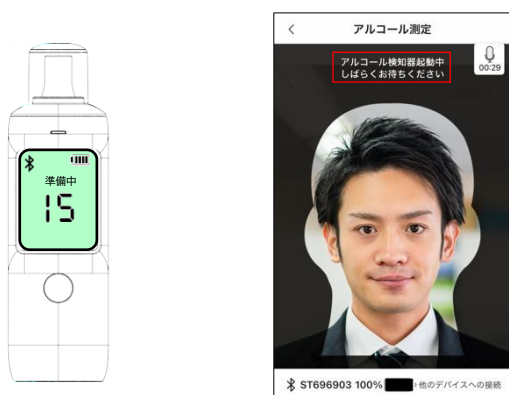 準備中
15
アルコール測定
アルコール検知器起動中
しばらくお待ちください
00:29
ST696903 100%
他のデバイスへの接続